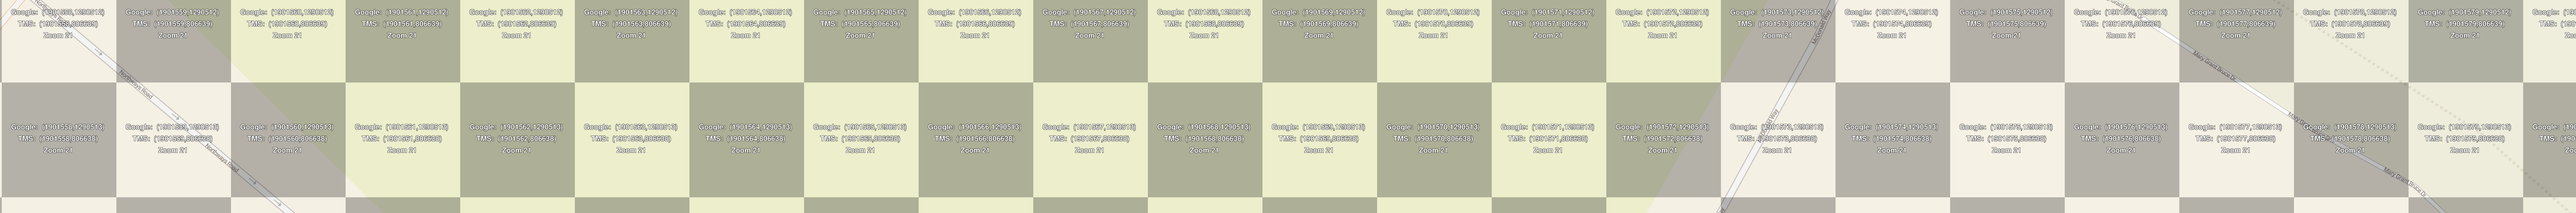 Google: (1901558,1290512) Google: (1901559,1290512) Google: (1901560,1290512) Google: (1901561,1290512) Google: (1901562,1290512) Google: (1901563,1290512) Google: (1901564,1290512) Google: (1901565,1290512) Google: (1901566,1290512) Google: (1901567,1290512) Google: (1901568,1290512) Google: (1901569,1290512) Google: (1901570,1290512) Google: (1901571,1290512) Google: (1901572,1290512) Google: (1901573,1290512) Google: (1901574,1290512) Google: (1901575,1290512) Google: (1901576,1290512) Google: (1901577,1290512) Google: (1901578,1290512) Google: (1901579,1290512)
TMS: (1901558,806639) TMS: (1901559,806639) TMS: (1901560,806639) TMS: (1901561,806639) TMS: (1901562,806639) TMS: (1901563,806639) TMS: (1901564,806639) TMS: (1901565,806639) TMS: (1901566,806639) TMS: (1901567,806639) TMS: (1901568,806639) TMS: (1901569,806639) TMS: (1901570,806639) TMS: (1901571,806639) TMS: (1901572,806639) TMS: (1901573,806639) TMS: (1901574,806639) TMS: (1901575,806639) TMS: (1901576,806639) TMS: (1901577,806639) TMS: (1901578,806639) TMS: (1901579,806639)
Zoom 21 Zoom 21 Zoom 21 Zoom 21 Zoom 21 Zoom 21 Zoom 21 Zoom 21 Zoom 21 Zoom 21 Zoom 21 Zoom 21 Zoom 21 Zoom 21 Zoom 21 Zoom 21 Zoom 21 Zoom 21 Zoom 21 Zoom 21 Zoom 21 Zoom 21
Northways Road
Mary Grant Bruce Dr
Google: (1901558,1290513) Google: (1901559,1290513) Google: (1901560,1290513) Google: (1901561,1290513) Google: (1901562,1290513) Google: (1901563,1290513) Google: (1901564,1290513) Google: (1901565,1290513) Google: (1901566,1290513) Google: (1901567,1290513) Google: (1901568,1290513) Google: (1901569,1290513) Google: (1901570,1290513) Google: (1901571,1290513) Google: (1901572,1290513) Google: (1901573,1290513) Google: (1901574,1290513) Google: (1901575,1290513) Google: (1901576,1290513) Google: (1901577,1290513) Google: (1901578,1290513) Google: (1901579,1290513)
TMS: (1901558,806638) TMS: (1901559,806638) TMS: (1901560,806638) TMS: (1901561,806638) TMS: (1901562,806638) TMS: (1901563,806638) TMS: (1901564,806638) TMS: (1901565,806638) TMS: (1901566,806638) TMS: (1901567,806638) TMS: (1901568,806638) TMS: (1901569,806638) TMS: (1901570,806638) TMS: (1901571,806638) TMS: (1901572,806638) TMS: (1901573,806638) TMS: (1901574,806638) TMS: (1901575,806638) TMS: (1901576,806638) TMS: (1901577,806638) TMS: (1901578,806638) TMS: (1901579,806638)
Zoom 21 Zoom 21 Zoom 21 Zoom 21 Zoom 21 Zoom 21 Zoom 21 Zoom 21 Zoom 21 Zoom 21 Zoom 21 Zoom 21 Zoom 21 Zoom 21 Zoom 21 Zoom 21 Zoom 21 Zoom 21 Zoom 21 Zoom 21 Zoom 21 Zoom 21
Northways Road
Mary Grant Bruce Dr